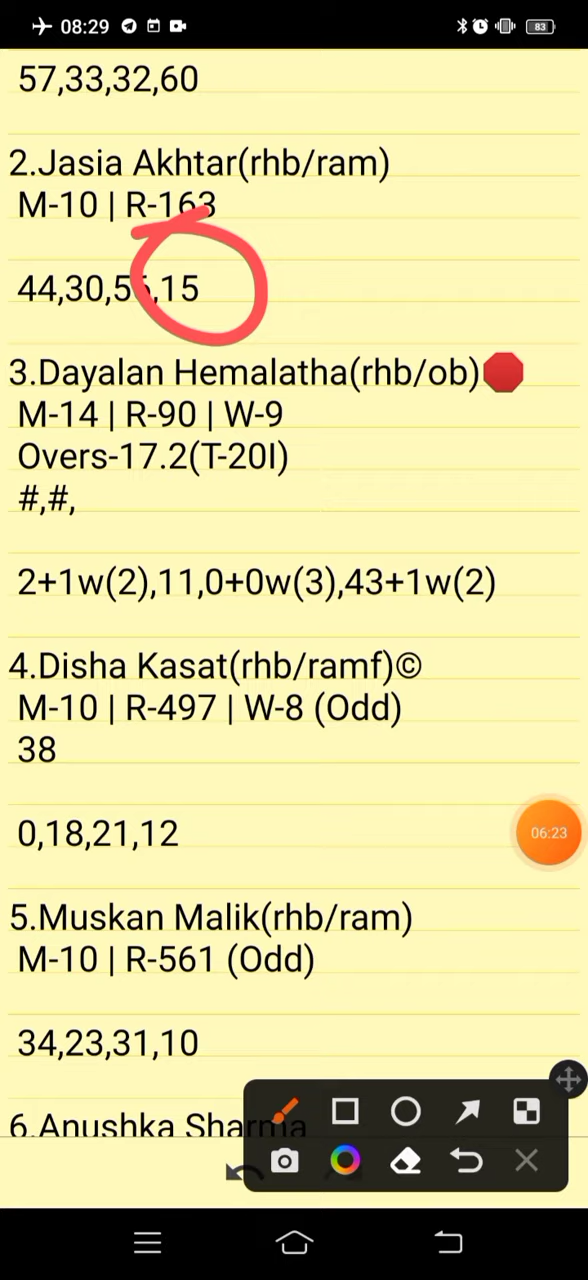 08:29
83
57,33,32,60
2.Jasia Akhtar(rhb/ram)
M-10 | R-163
44,30,56,15
3.Dayalan Hemalatha(rhb/ob)
M-14 | R-90 | W-9
Overs-17.2(T-20I)
#,#,
2+1w(2),11,0+0w(3),43+1w(2)
4.Disha Kasat(rhb/ramf)©
M-10 | R-497 | W-8 (Odd)
38
0,18,21,12
06:23
5.Muskan Malik(rhb/ram)
M-10 | R-561 (Odd)
34,23,31,10
6.Anushka Sharma